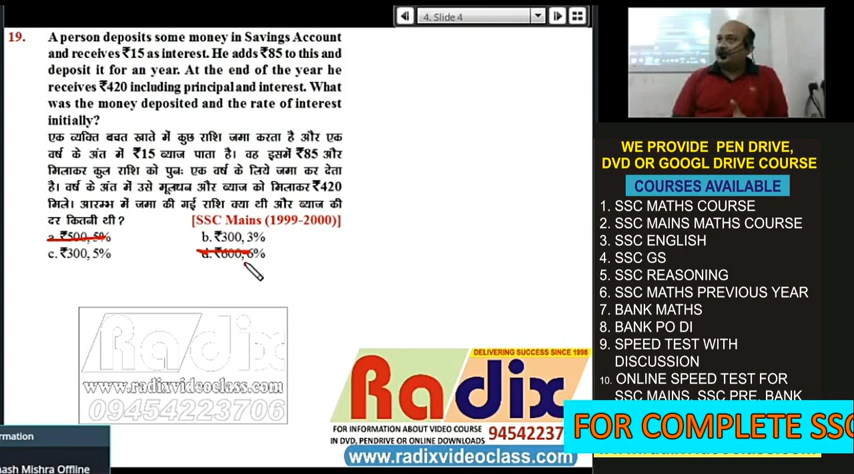 4. Slide 4
19. A person deposits some money in Savings Account
and receives ₹15 as interest. He adds ₹85 to this and
deposit it for an year. At the end of the year he
receives ₹420 including principal and interest. What
was the money deposited and the rate of interest
initially?
एक व्यक्ति बचत खाते में कुछ राशि जमा करता है और एक
वर्ष के अंत में ₹15 ब्याज पाता है। वह इसमें ₹85 और
मिलाकर कुल राशि को पुनः एक वर्ष के लिये जमा कर देता
है। वर्ष के अंत में उसे मूलधन और ब्याज को मिलाकर ₹420
मिले। आरम्भ में जमा की गई राशि क्या थी और ब्याज की
दर कितनी थी? [SSC Mains (1999-2000)]
a. ₹500, 5% b. ₹300, 3%
c. ₹300, 5% d. ₹600, 6%
Radix
www.radixvideoclass.com
09454223706
rmation
nash Mishra Offline
DELIVERING SUCCESS SINCE 1998
Radix
FOR INFORMATION ABOUT VIDEO COURSE
IN DVD, PENDRIVE OR ONLINE DOWNLOADS
94542237
www.radixvideoclass.com
WE PROVIDE PEN DRIVE,
DVD OR GOOGL DRIVE COURSE
COURSES AVAILABLE
1. SSC MATHS COURSE
2. SSC MAINS MATHS COURSE
3. SSC ENGLISH
4. SSC GS
5. SSC REASONING
6. SSC MATHS PREVIOUS YEAR
7. BANK MATHS
8. BANK PO DI
9. SPEED TEST WITH
DISCUSSION
10. ONLINE SPEED TEST FOR
SSC MAINS, SSC PRE, BANK
FOR COMPLETE SSC